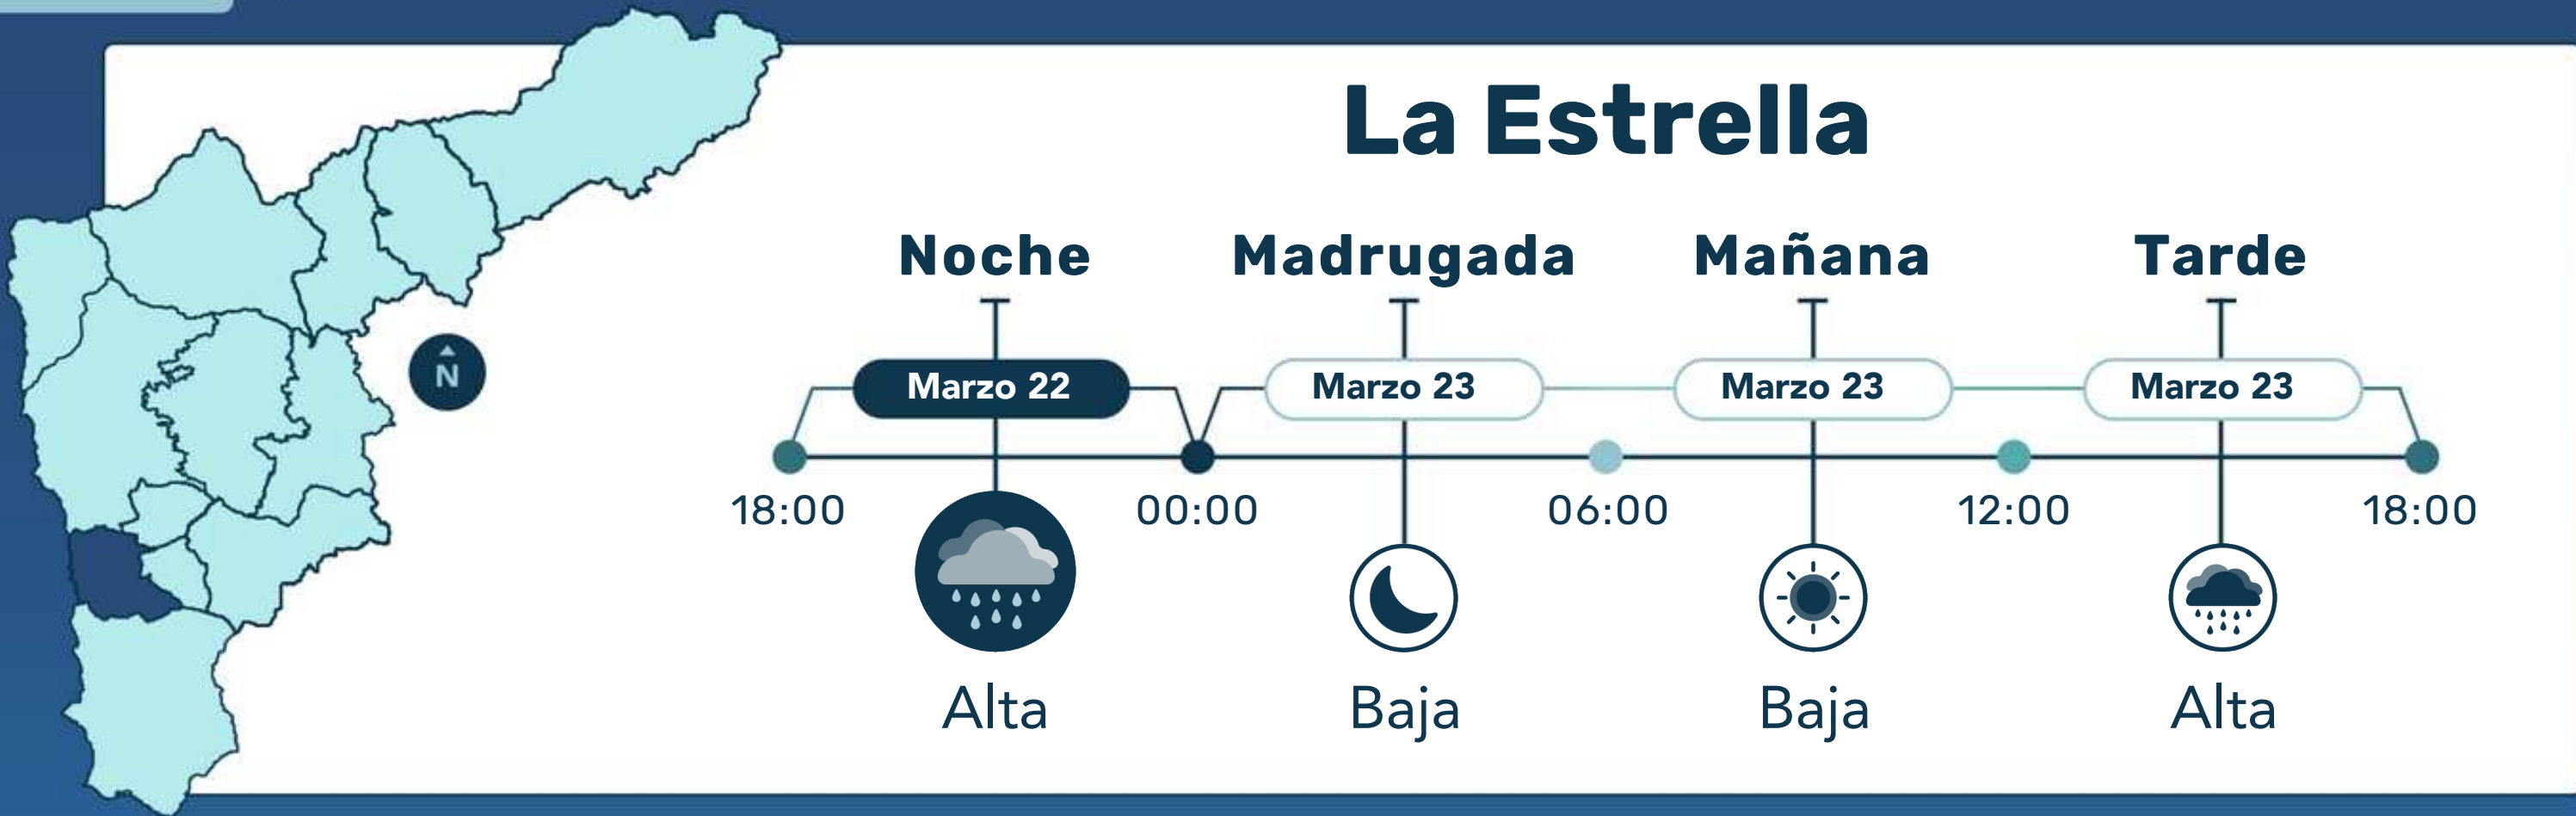 La Estrella
Noche Madrugada Mañana Tarde
Marzo 22 Marzo 23 Marzo 23 Marzo 23
N
18:00 00:00 06:00 12:00 18:00
Alta Baja Baja Alta